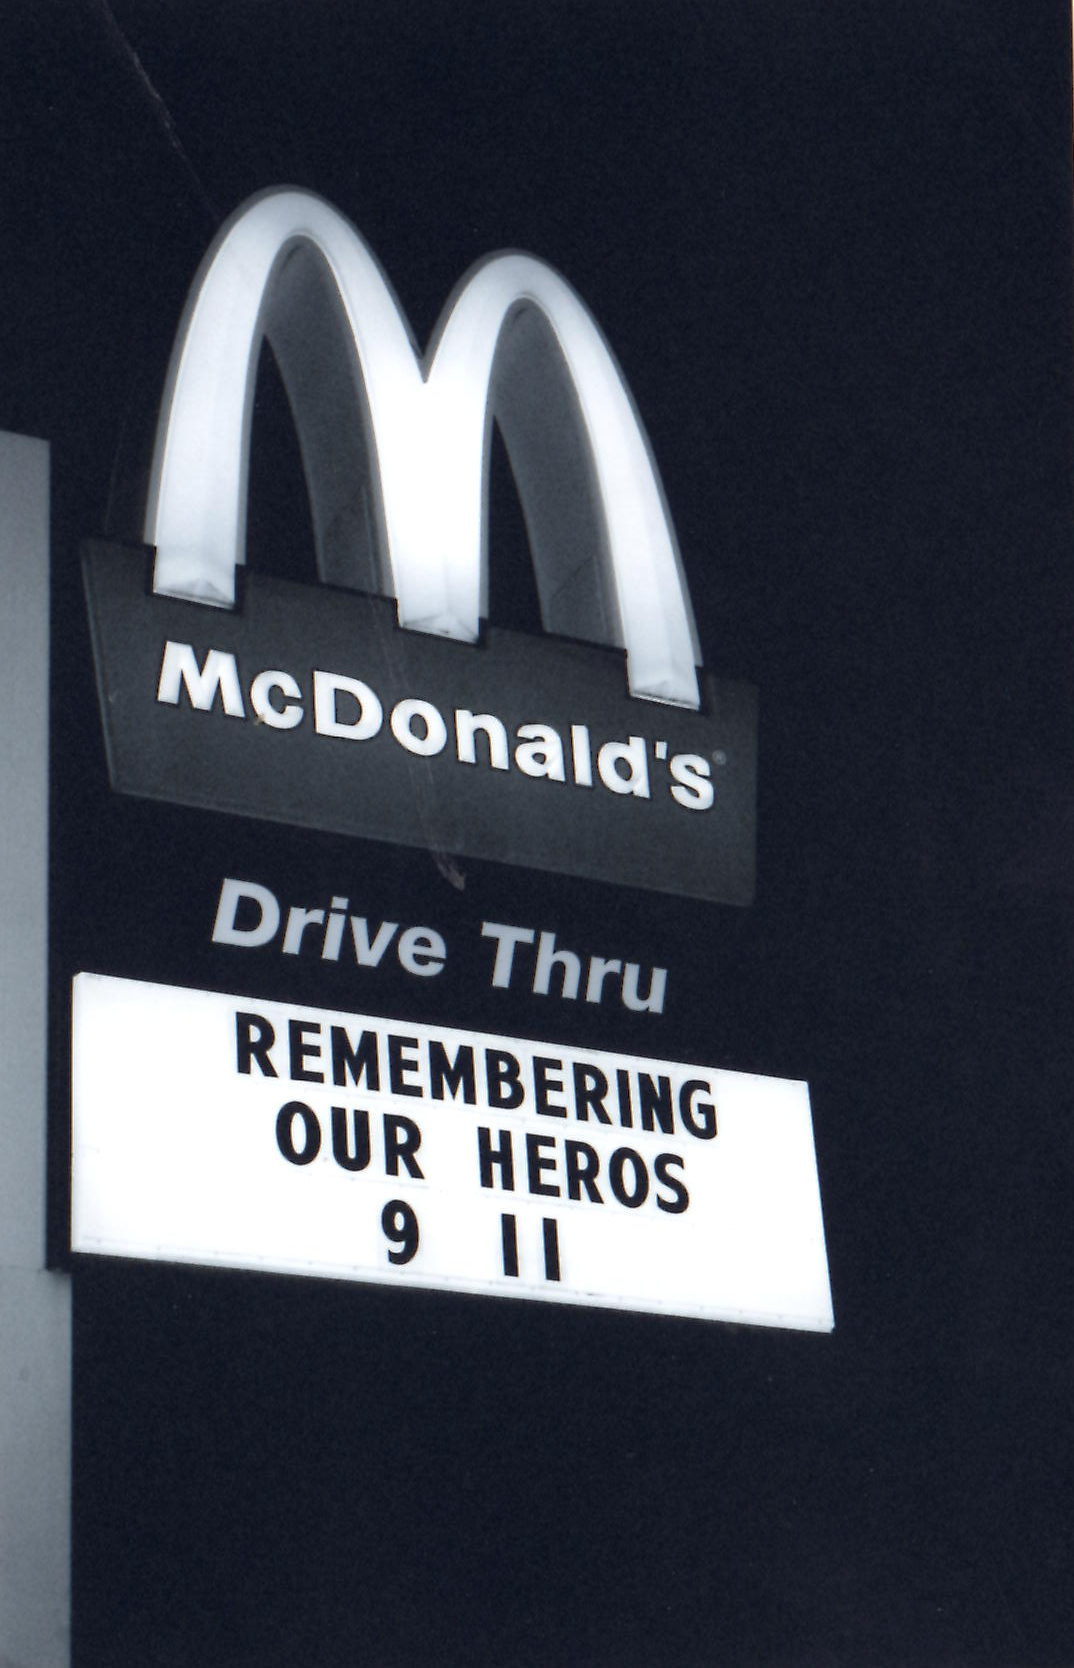 McDonald's®
Drive Thru
REMEMBERING
OUR HEROS
9 11